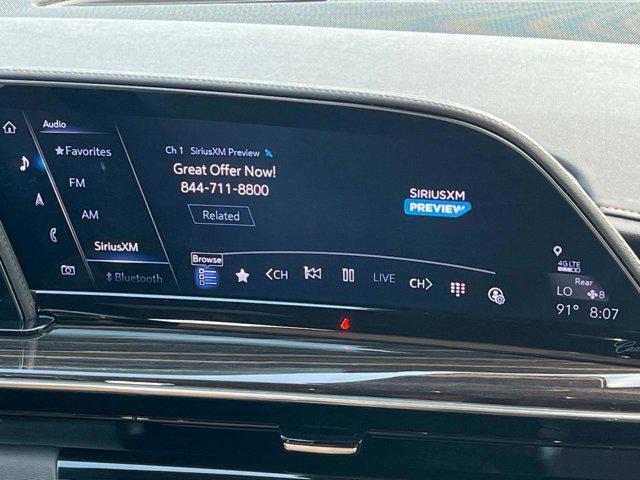 Audio
★Favorites
FM
AM
SiriusXM
Bluetooth
Ch 1 SiriusXM Preview
Great Offer Now!
844-711-8800
Related
SIRIUSXM
PREVIEW
Browse
<CH
LIVE
CH>
4G LTE
Rear
LO 8
91° 8:07